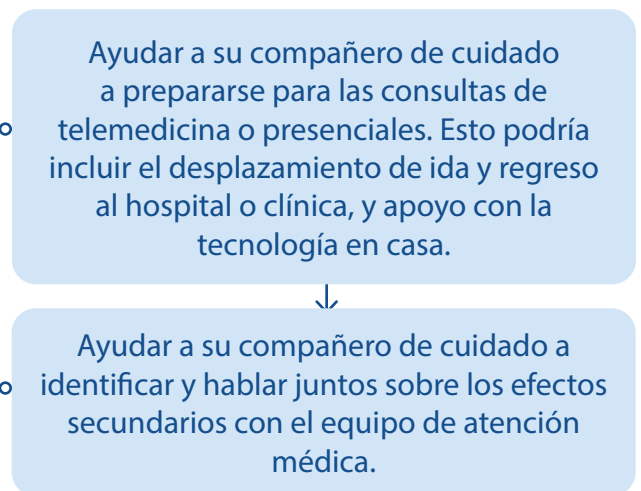 Ayudar a su compañero de cuidado
a prepararse para las consultas de
telemedicina o presenciales. Esto podría
incluir el desplazamiento de ida y regreso
al hospital o clínica, y apoyo con la
tecnología en casa.
Ayudar a su compañero de cuidado a
identificar y hablar juntos sobre los efectos
secundarios con el equipo de atención
médica.